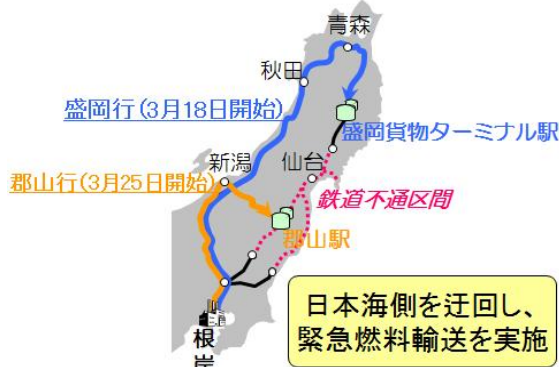 青森
秋田
盛岡行(3月18日開始)
盛岡貨物ターミナル駅
新潟
仙台
郡山行(3月25日開始)
鉄道不通区間
郡山駅
日本海側を迂回し、
緊急燃料輸送を実施
根
岸